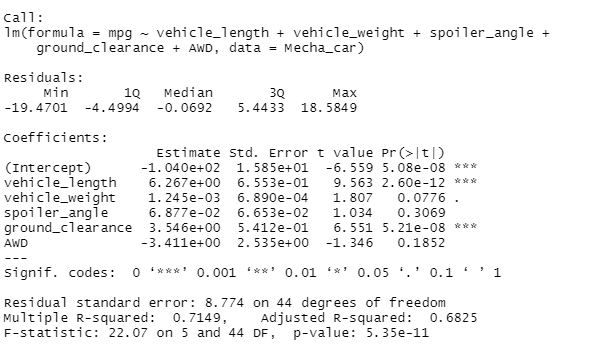 Call:
lm(formula = mpg ~ vehicle_length + vehicle_weight + spoiler_angle +
    ground_clearance + AWD, data = Mecha_car)
Residuals:
     Min       1Q   Median       3Q      Max
-19.4701  -4.4994  -0.0692   5.4433  18.5849
Coefficients:
                   Estimate Std. Error t value Pr(>|t|)
(Intercept)      -1.040e+02  1.585e+01  -6.559 5.08e-08 ***
vehicle_length    6.267e+00  6.553e-01   9.563 2.60e-12 ***
vehicle_weight    1.245e-03  6.890e-04   1.807   0.0776 .
spoiler_angle     6.877e-02  6.653e-02   1.034   0.3069
ground_clearance  3.546e+00  5.412e-01   6.551 5.21e-08 ***
AWD              -3.411e+00  2.535e+00  -1.346   0.1852
---
Signif. codes:  0 ‘***’ 0.001 ‘**’ 0.01 ‘*’ 0.05 ‘.’ 0.1 ‘ ’ 1
Residual standard error: 8.774 on 44 degrees of freedom
Multiple R-squared:  0.7149,	Adjusted R-squared:  0.6825
F-statistic: 22.07 on 5 and 44 DF,  p-value: 5.35e-11